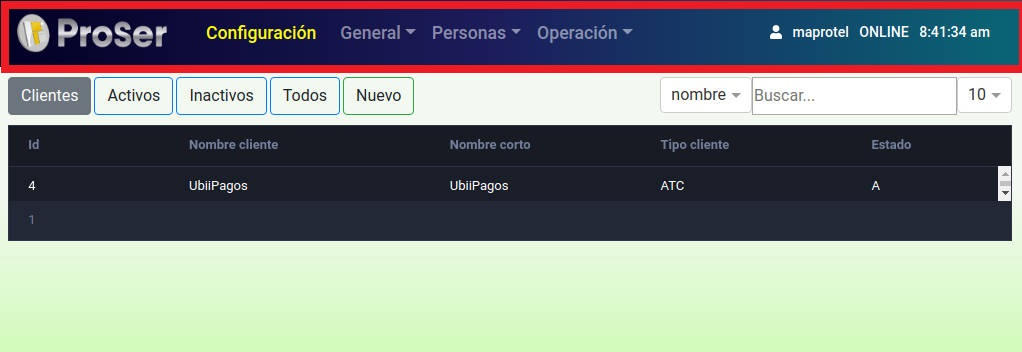 ProSer Configuración General Personas Operación maprotel ONLINE 8:41:34 am
Clientes Activos Inactivos Todos Nuevo nombre Buscar... 10
Id Nombre cliente Nombre corto Tipo cliente Estado
4 UbiiPagos UbiiPagos ATC A
1